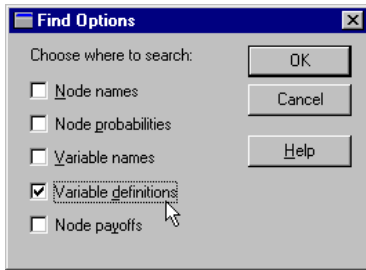 Find Options
Choose where to search:
Node names
Node probabilities
Variable names
Variable definitions
Node payoffs
OK
Cancel
Help